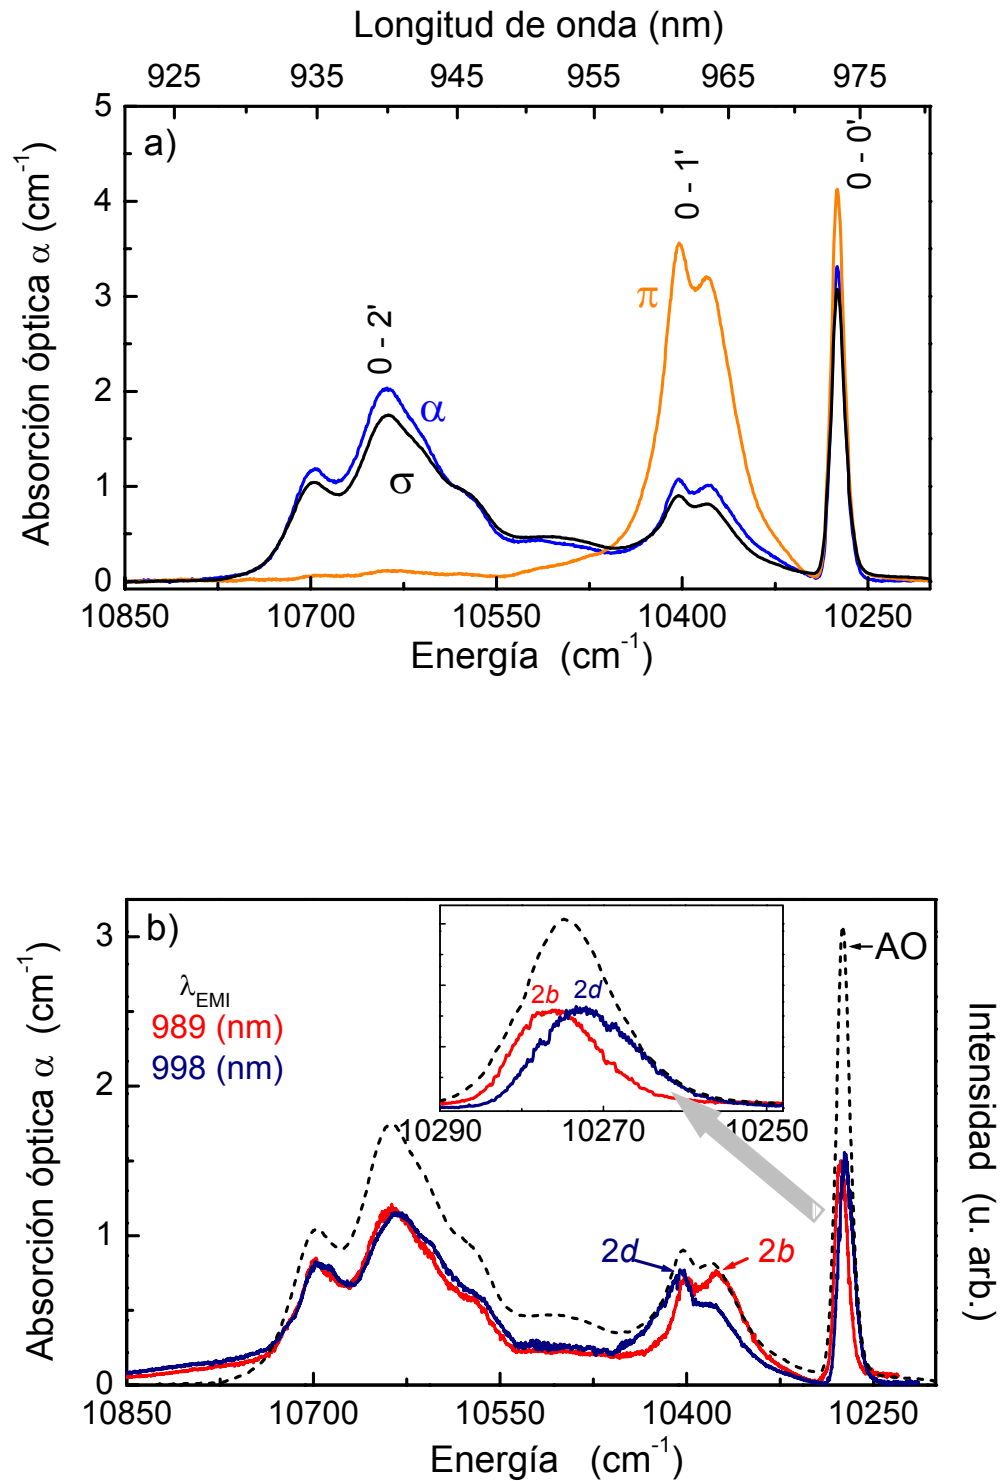 Longitud de onda (nm)
925 935 945 955 965 975
a)
Absorción óptica α (cm⁻¹)
5
4
3
2
1
0
0 - 2'
0 - 1'
0 - 0'
π
α
σ
10850 10700 10550 10400 10250
Energía (cm⁻¹)
b)
Absorción óptica α (cm⁻¹)
3
2
1
0
λEMI
989 (nm)
998 (nm)
2b 2d
10290 10270 10250
AO
2d 2b
Intensidad (u. arb.)
10850 10700 10550 10400 10250
Energía (cm⁻¹)